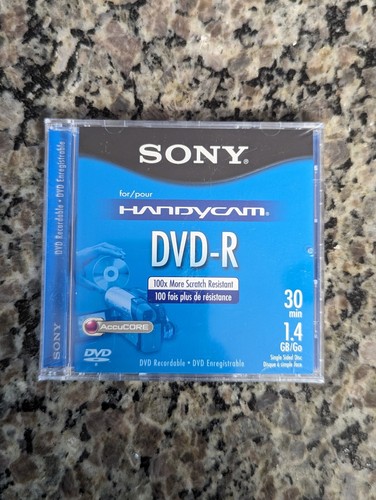 SONY®
for/pour
HANDYCAM®
DVD-R
100x More Scratch Resistant
100 fois plus de résistance
30
min
1.4
GB/Go
Single Sided Disc
Disque à simple face
AccuCORE
DVD
R
DVD Recordable • DVD Enregistrable
SONY
DVD Recordable • DVD Enregistrable